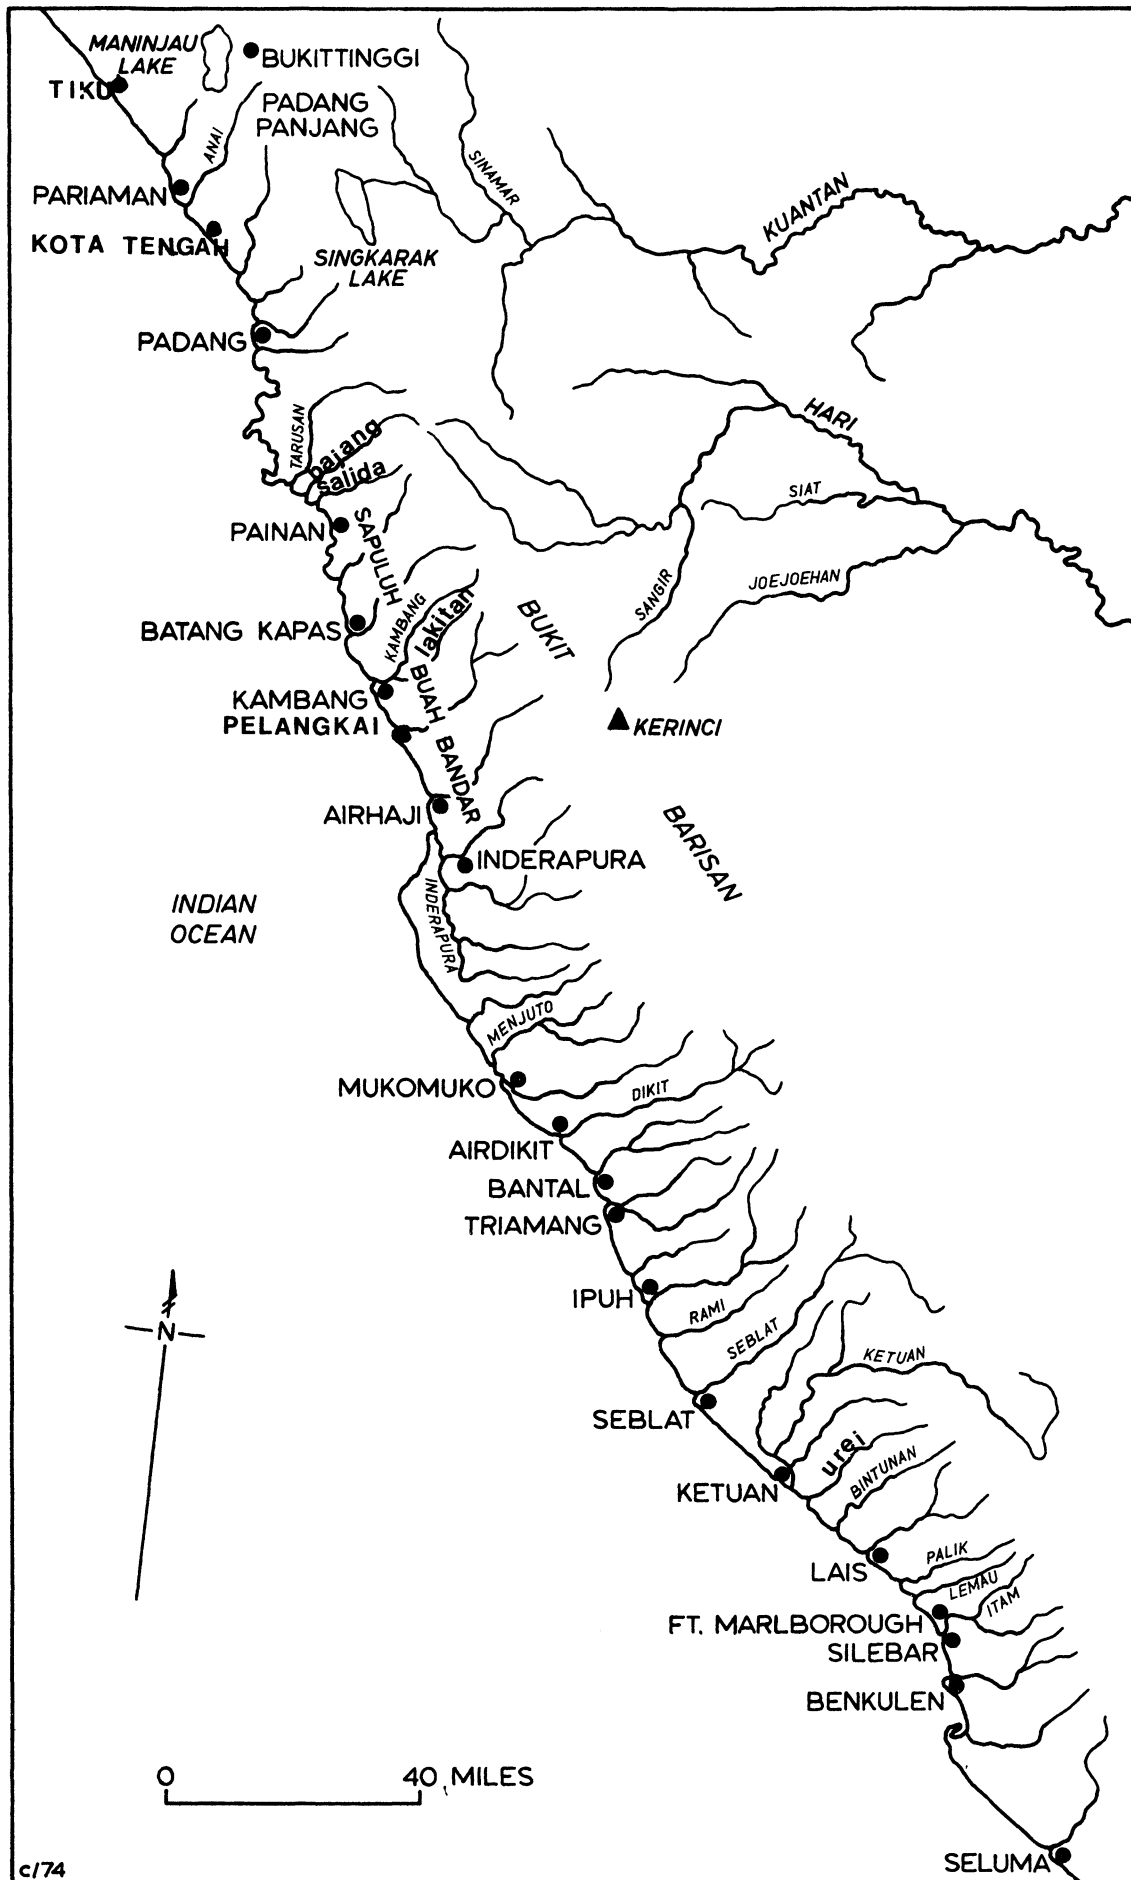 MANINJAU
LAKE
BUKITTINGGI
TIKU
PADANG
PANJANG
ANAI
SINAMAR
PARIAMAN
KUANTAN
KOTA TENGAH
SINGKARAK
LAKE
PADANG
HARI
TARUSAN
bajang
salida
SIAT
PAINAN
SAPULUH
JOEJOEHAN
SANGIR
BATANG KAPAS
KAMBANG
lakitan
BUKIT
KAMBANG
BUAH
PELANGKAI
KERINCI
BANDAR
AIRHAJI
BARISAN
INDERAPURA
INDIAN
OCEAN
INDERAPURA
MENJUTO
MUKOMUKO
DIKIT
AIRDIKIT
BANTAL
TRIAMANG
IPUH
RAMI
N
SEBLAT
KETUAN
SEBLAT
urei
BINTUNAN
KETUAN
LAIS
PALIK
LEMAU
ITAM
FT. MARLBOROUGH
SILEBAR
BENKULEN
0 40 MILES
SELUMA
c/74